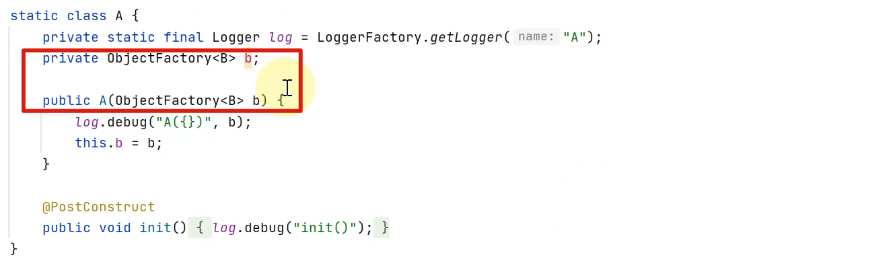 static class A {
private static final Logger log = LoggerFactory.getLogger( name: "A");
private ObjectFactory<B> b;
public A(ObjectFactory<B> b) {
log.debug("A({})", b);
this.b = b;
}
@PostConstruct
public void init() { log.debug("init()"); }
}